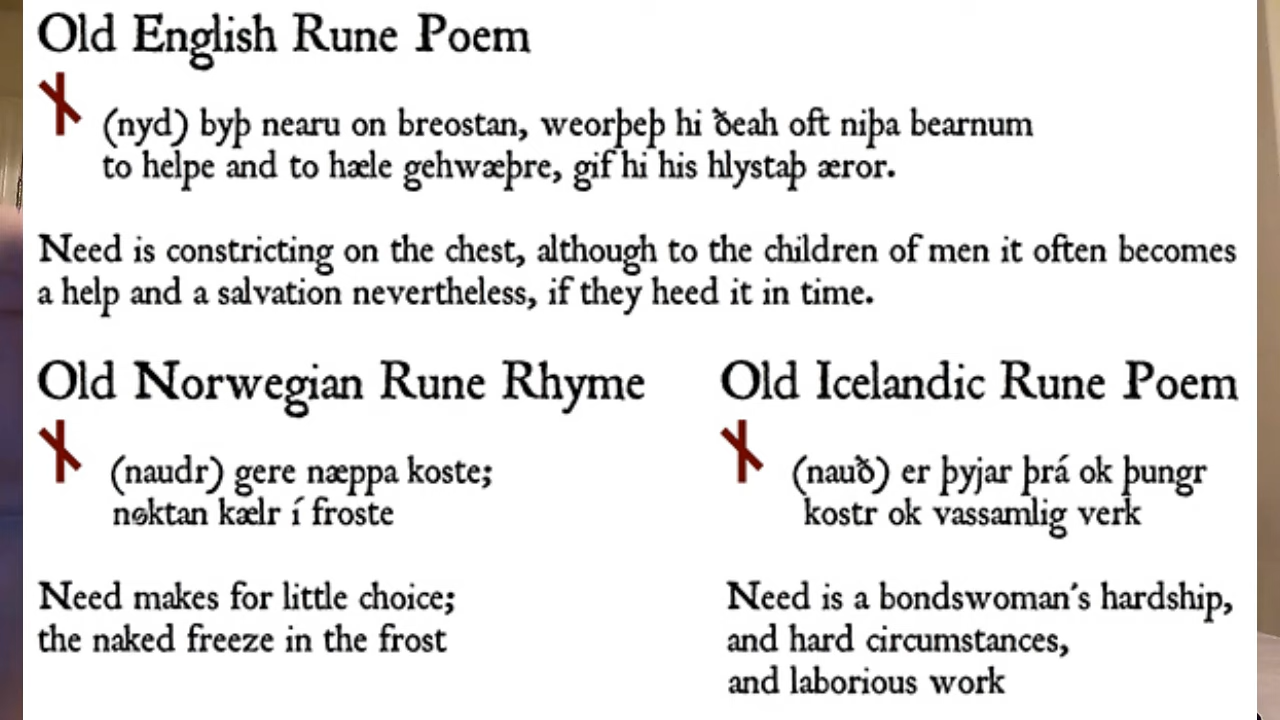 Old English Rune Poem
ᚾ (nyd) byþ nearu on breostan, weorþeþ hi ðeah oft niþa bearnum
to helpe and to hæle gehwæþre, gif hi his hlystaþ æror.
Need is constricting on the chest, although to the children of men it often becomes
a help and a salvation nevertheless, if they heed it in time.
Old Norwegian Rune Rhyme
ᚾ (naudr) gere næppa koste;
nøktan kælr í froste
Need makes for little choice;
the naked freeze in the frost
Old Icelandic Rune Poem
ᚾ (nauð) er þyjar þrá ok þungr
kostr ok vassamlig verk
Need is a bondswoman's hardship,
and hard circumstances,
and laborious work